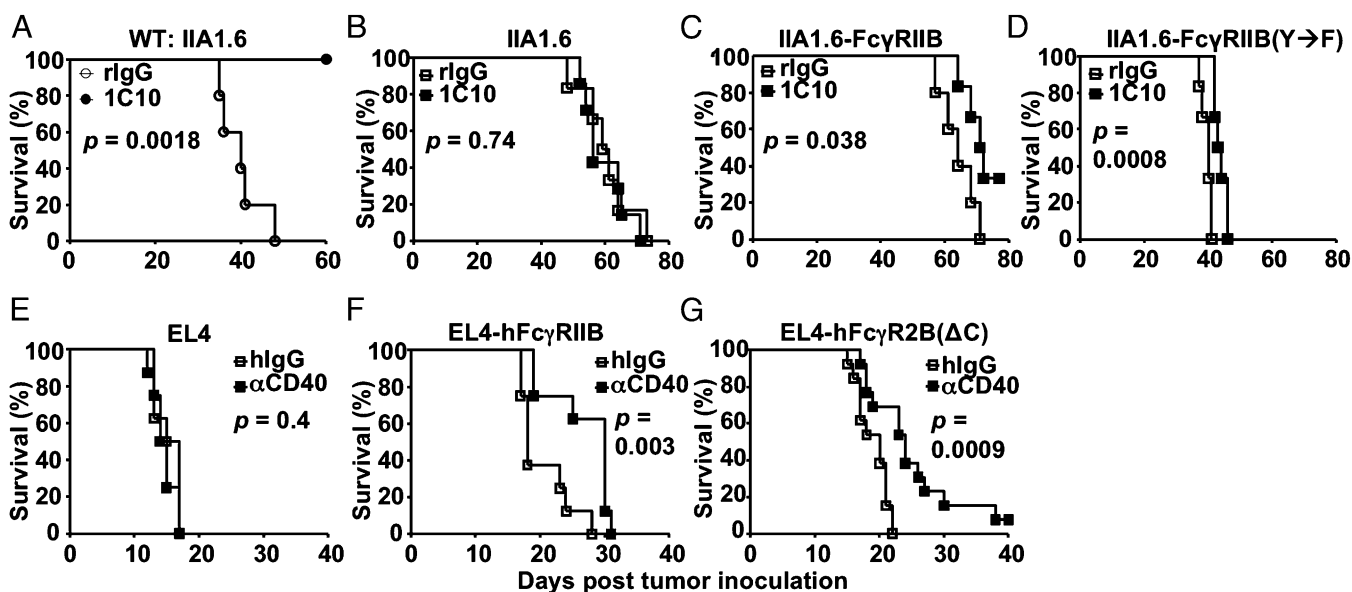 A
WT: IIA1.6
Survival (%)
100
80
60
40
20
0
rIgG
1C10
p = 0.0018
0 20 40 60
B
IIA1.6
Survival (%)
100
80
60
40
20
0
rIgG
1C10
p = 0.74
0 20 40 60 80
C
IIA1.6-FcγRIIB
Survival (%)
100
80
60
40
20
0
rIgG
1C10
p = 0.038
0 20 40 60 80
D
IIA1.6-FcγRIIB(Y→F)
Survival (%)
100
80
60
40
20
0
rIgG
1C10
p =
0.0008
0 20 40 60 80
E
EL4
Survival (%)
100
80
60
40
20
0
hIgG
αCD40
p = 0.4
0 10 20 30 40
F
EL4-hFcγRIIB
Survival (%)
100
80
60
40
20
0
hIgG
αCD40
p =
0.003
0 20 30 40
G
EL4-hFcγR2B(ΔC)
Survival (%)
100
80
60
40
20
0
hIgG
αCD40
p =
0.0009
0 10 20 30 40
Days post tumor inoculation